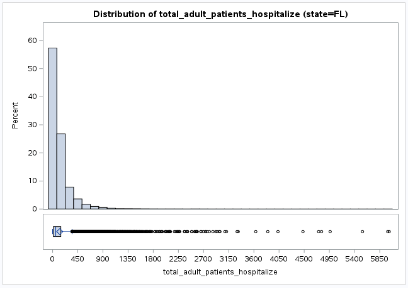 Distribution of total_adult_patients_hospitalize (state=FL)
60
50
40
30
20
10
0
Percent
0 450 900 1350 1800 2250 2700 3150 3600 4050 4500 4950 5400 5850
total_adult_patients_hospitalize